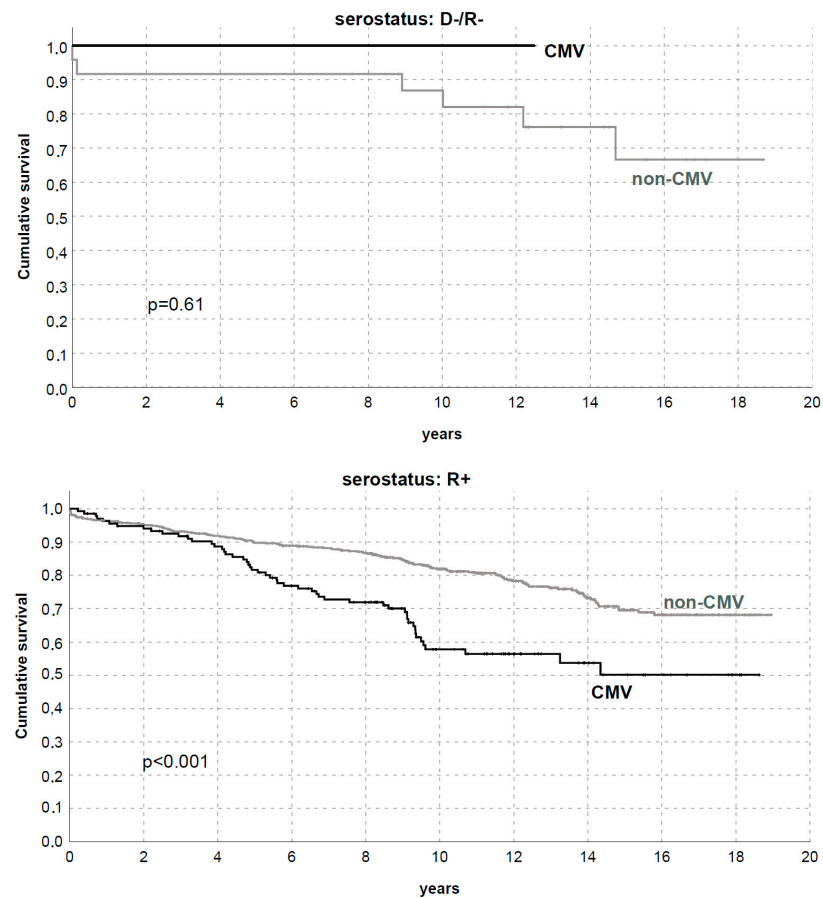 serostatus: D-/R-
1.0
0.9
0.8
0.7
0.6
0.5
0.4
0.3
0.2
0.1
0.0
Cumulative survival
CMV
non-CMV
p=0.61
0 2 4 6 8 10 12 14 16 18 20
years
serostatus: R+
1.0
0.9
0.8
0.7
0.6
0.5
0.4
0.3
0.2
0.1
0.0
Cumulative survival
non-CMV
CMV
p<0.001
0 2 4 6 8 10 12 14 16 18 20
years